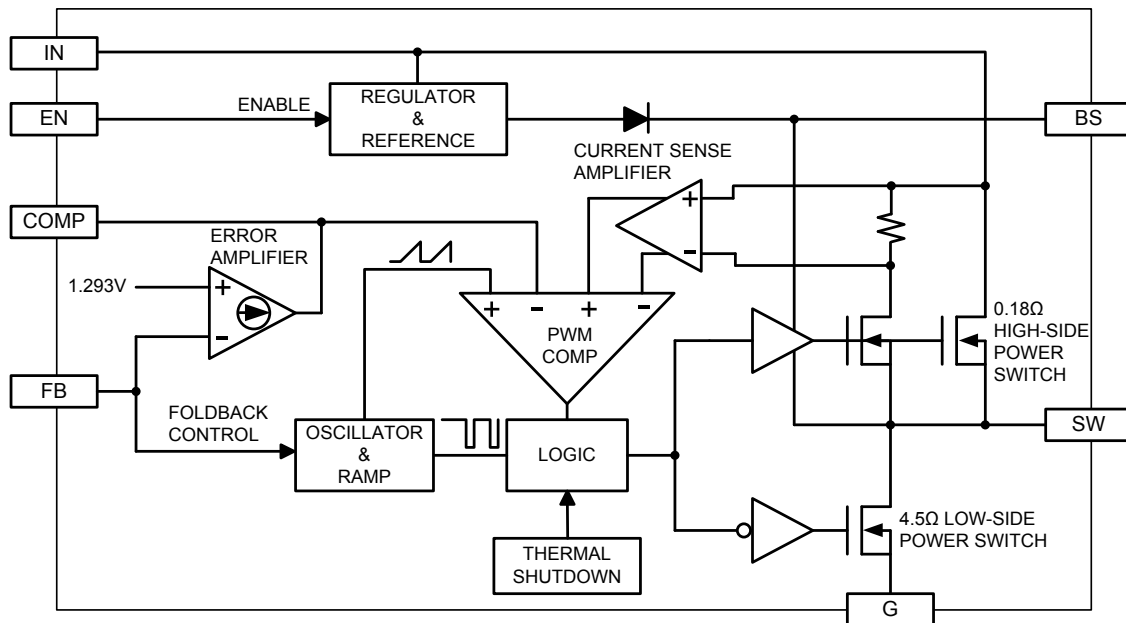 IN
REGULATOR
&
REFERENCE
ENABLE
EN
BS
CURRENT SENSE
AMPLIFIER
COMP
ERROR
AMPLIFIER
+
-
1.293V
+
-
+
-
+
-
PWM
COMP
0.18Ω
HIGH-SIDE
POWER
SWITCH
FB
FOLDBACK
CONTROL
OSCILLATOR
&
RAMP
LOGIC
SW
4.5Ω LOW-SIDE
POWER SWITCH
THERMAL
SHUTDOWN
G